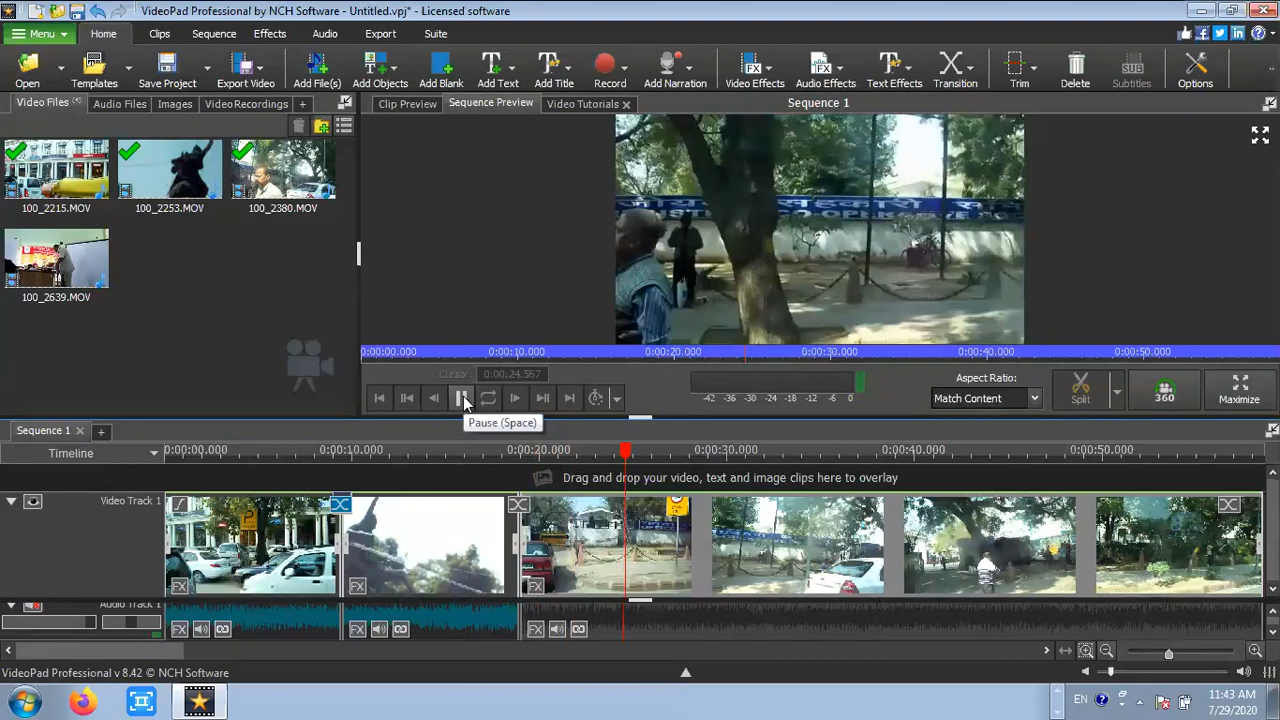 VideoPad Professional by NCH Software - Untitled.vpj* - Licensed software
Menu Home Clips Sequence Effects Audio Export Suite
Open Templates Save Project Export Video Add File(s) Add Objects Add Blank Add Text Add Title Record Add Narration Video Effects Audio Effects Text Effects Transition Trim Delete Subtitles Options
Video Files Audio Files Images Video Recordings + Clip Preview Sequence Preview Video Tutorials Sequence 1
100_2215.MOV 100_2253.MOV 100_2380.MOV
100_2639.MOV
0:00:00.000 0:00:10.000 0:00:20.000 0:00:30.000 0:00:40.000 0:00:50.000
Cursor: 0:00:24.567
-42 -36 -30 -24 -18 -12 -6 0
Aspect Ratio:
Match Content
Split 360 Maximize
Pause (Space)
Sequence 1
Timeline 0:00:00.000 0:00:10.000 0:00:20.000 0:00:30.000 0:00:40.000 0:00:50.000
Drag and drop your video, text and image clips here to overlay
Video Track 1
FX FX FX
Audio Track 1
FX FX FX
VideoPad Professional v 8.42 © NCH Software
EN 11:43 AM
7/29/2020